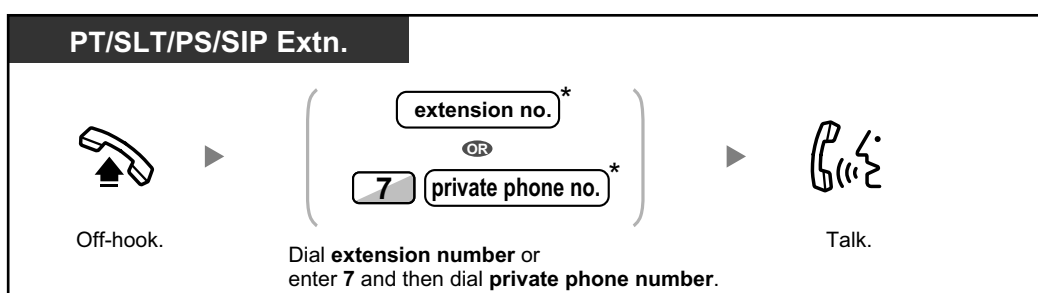 PT/SLT/PS/SIP Extn.
extension no.*
OR
7 private phone no.*
Off-hook.
Dial extension number or
enter 7 and then dial private phone number.
Talk.